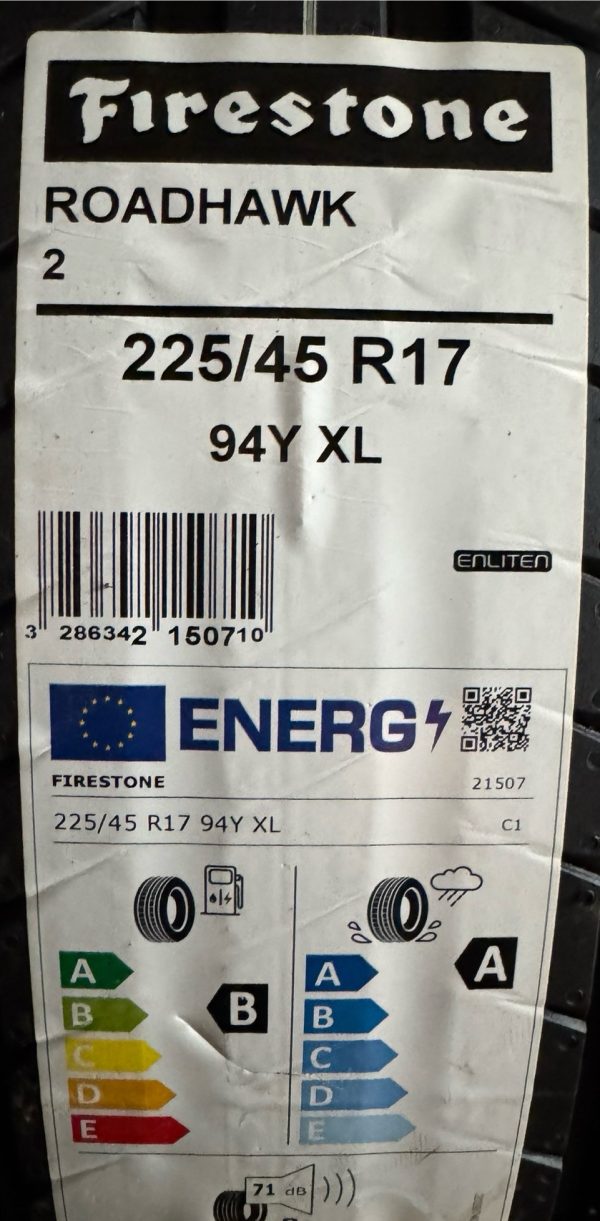 Firestone
ROADHAWK
2
225/45 R17
94Y XL
ENLITEN
3 286342 150710
ENERG
FIRESTONE 21507
225/45 R17 94Y XL C1
A A A
B B B
C C
D D
E E
71 dB